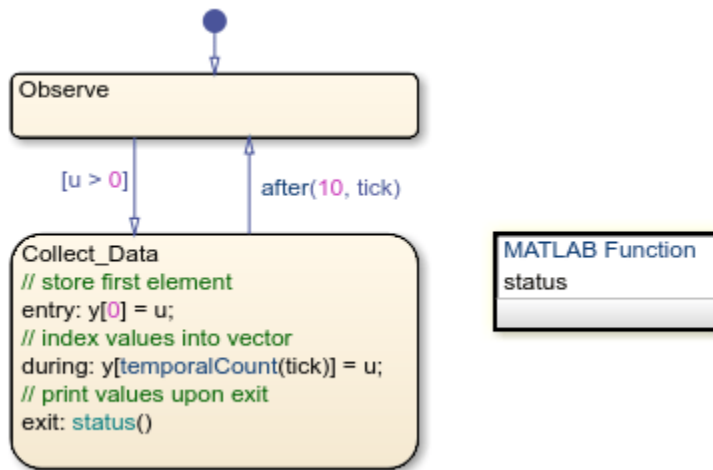 Observe
[u > 0]
after(10, tick)
Collect_Data
// store first element
entry: y[0] = u;
// index values into vector
during: y[temporalCount(tick)] = u;
// print values upon exit
exit: status()
MATLAB Function
status